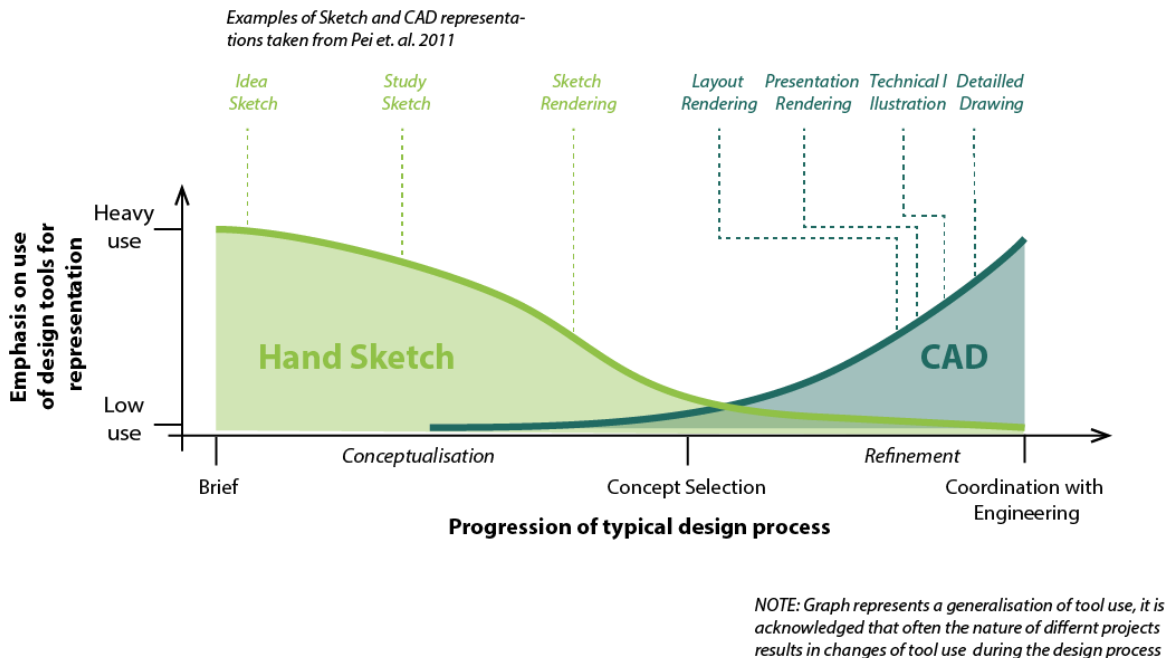 Examples of Sketch and CAD representa-
tions taken from Pei et. al. 2011
Idea
Sketch
Study
Sketch
Sketch
Rendering
Layout
Rendering
Presentation
Rendering
Technical I
llustration
Detailled
Drawing
Emphasis on use
of design tools for
representation
Heavy
use
Low
use
Hand Sketch
CAD
Conceptualisation
Refinement
Brief
Concept Selection
Coordination with
Engineering
Progression of typical design process
NOTE: Graph represents a generalisation of tool use, it is
acknowledged that often the nature of differnt projects
results in changes of tool use during the design process